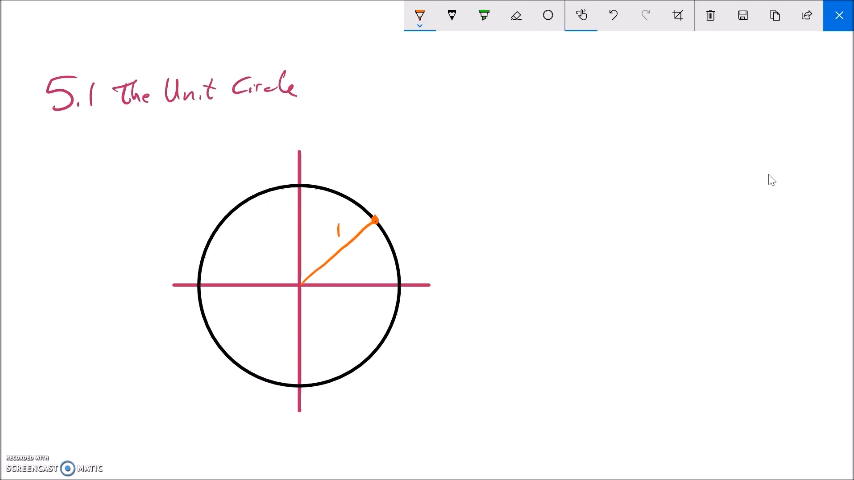 5.1 The Unit Circle
1
RECORDED WITH
SCREENCAST MATIC